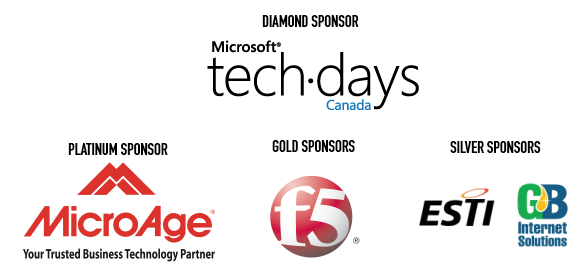 DIAMOND SPONSOR
Microsoft®
tech·days
Canada
PLATINUM SPONSOR
MicroAge®
Your Trusted Business Technology Partner
GOLD SPONSORS
f5®
SILVER SPONSORS
ESTI
GB
Internet
Solutions